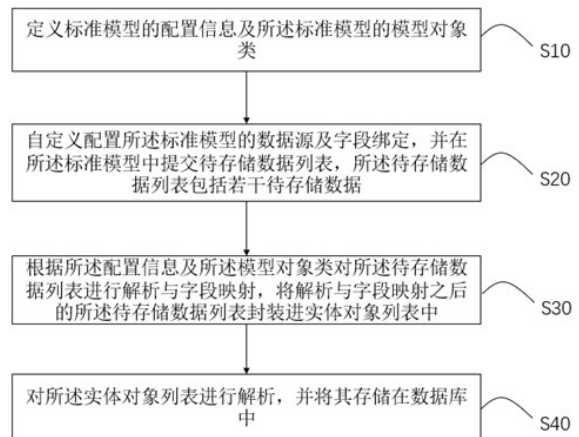 定义标准模型的配置信息及所述标准模型的模型对象
类
S10
自定义配置所述标准模型的数据源及字段绑定，并在
所述标准模型中提交待存储数据列表，所述待存储数
据列表包括若干待存储数据
S20
根据所述配置信息及所述模型对象类对所述待存储数
据列表进行解析与字段映射，将解析与字段映射之后
的所述待存储数据列表封装进实体对象列表中
S30
对所述实体对象列表进行解析，并将其存储在数据库
中
S40